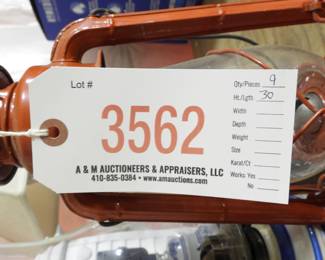 Lot #
3562
A & M AUCTIONEERS & APPRAISERS, LLC
410-835-0384 • www.amauctions.com
Qty/Pieces 9
Ht./Lgth 30
Width
Depth
Weight
Size
Karat/Ct
Works: Yes
No